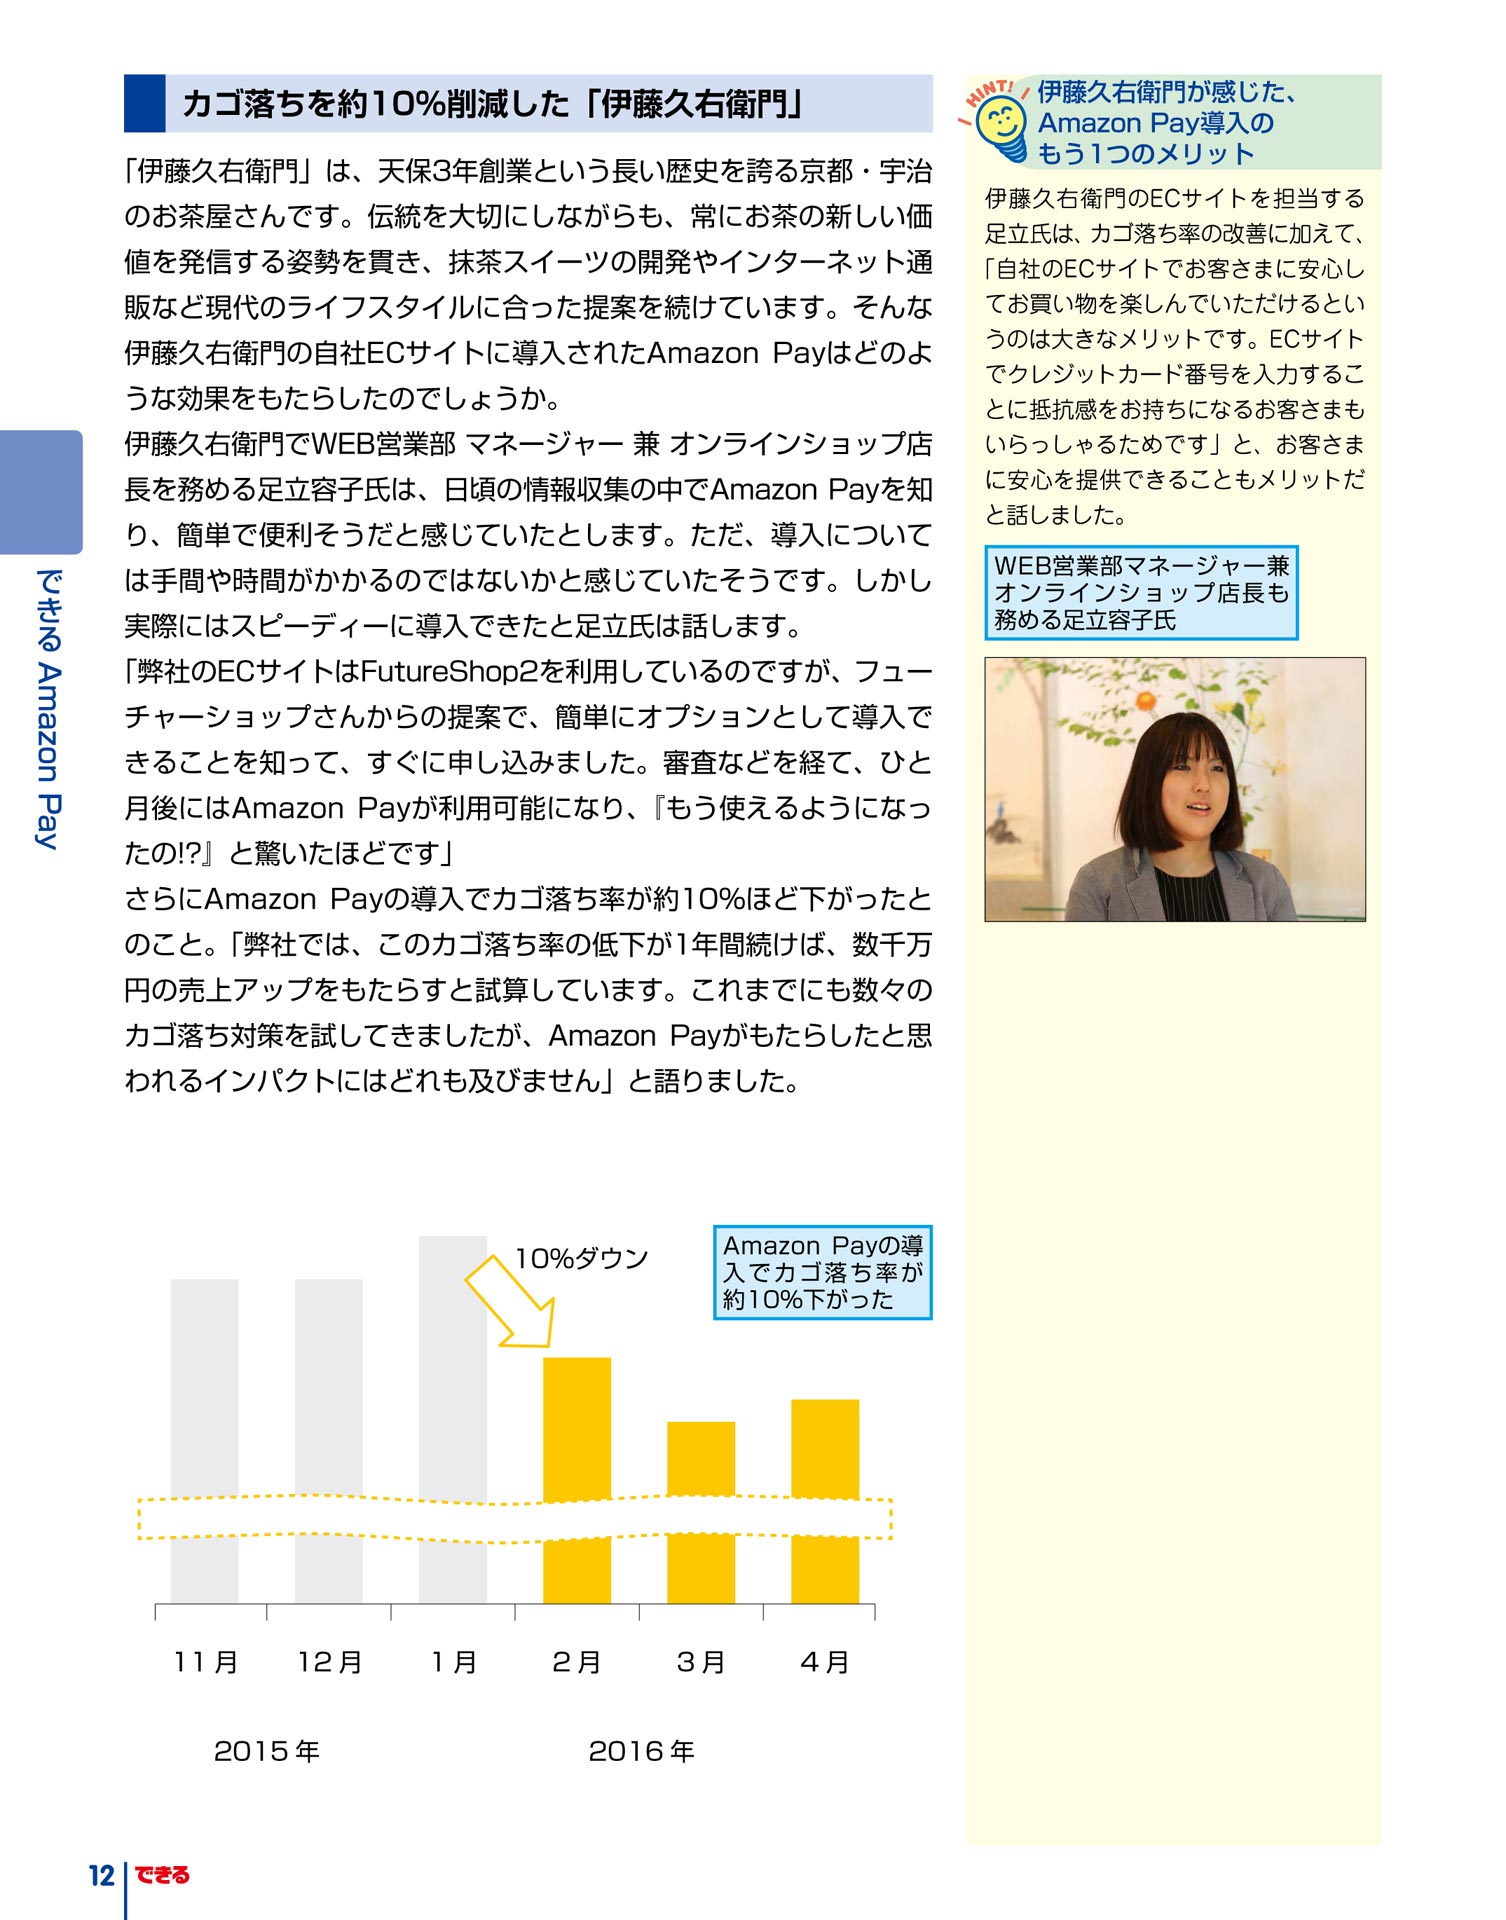 カゴ落ちを約10%削減した「伊藤久右衛門」
「伊藤久右衛門」は、天保3年創業という長い歴史を誇る京都・宇治
のお茶屋さんです。伝統を大切にしながらも、常にお茶の新しい価
値を発信する姿勢を貫き、抹茶スイーツの開発やインターネット通
販など現代のライフスタイルに合った提案を続けています。そんな
伊藤久右衛門の自社ECサイトに導入されたAmazon Payはどのよ
うな効果をもたらしたのでしょうか。
伊藤久右衛門でWEB営業部 マネージャー 兼 オンラインショップ店
長を務める足立容子氏は、日頃の情報収集の中でAmazon Payを知
り、簡単で便利そうだと感じていたとします。ただ、導入について
は手間や時間がかかるのではないかと感じていたそうです。しかし
実際にはスピーディーに導入できたと足立氏は話します。
「弊社のECサイトはFutureShop2を利用しているのですが、フュー
チャーショップさんからの提案で、簡単にオプションとして導入で
きることを知って、すぐに申し込みました。審査などを経て、ひと
月後にはAmazon Payが利用可能になり、『もう使えるようになっ
たの!?』と驚いたほどです」
さらにAmazon Payの導入でカゴ落ち率が約10%ほど下がったと
のこと。「弊社では、このカゴ落ち率の低下が1年間続けば、数千万
円の売上アップをもたらすと試算しています。これまでにも数々の
カゴ落ち対策を試してきましたが、Amazon Payがもたらしたと思
われるインパクトにはどれも及びません」と語りました。
HINT!
伊藤久右衛門が感じた、
Amazon Pay導入の
もう1つのメリット
伊藤久右衛門のECサイトを担当する
足立氏は、カゴ落ち率の改善に加えて、
「自社のECサイトでお客さまに安心し
てお買い物を楽しんでいただけるとい
うのは大きなメリットです。ECサイト
でクレジットカード番号を入力するこ
とに抵抗感をお持ちになるお客さまも
いらっしゃるためです」と、お客さま
に安心を提供できることもメリットだ
と話しました。
WEB営業部マネージャー兼
オンラインショップ店長も
務める足立容子氏
できる Amazon Pay
10%ダウン
Amazon Payの導
入でカゴ落ち率が
約10%下がった
11月 12月 1月 2月 3月 4月
2015年 2016年
12 できる